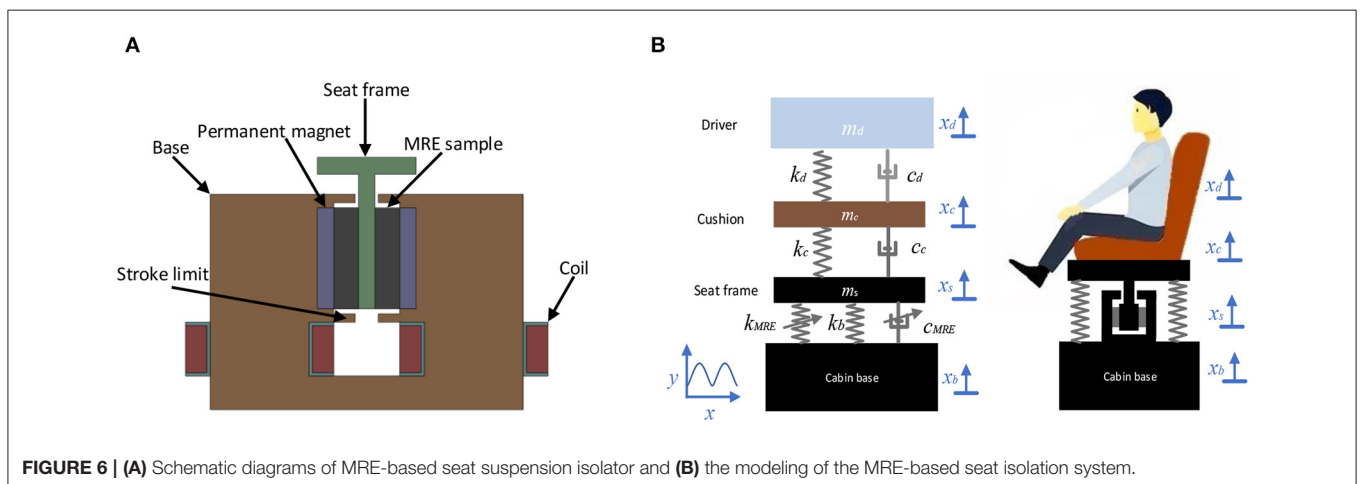 A
Seat frame
Permanent magnet
MRE sample
Base
Stroke limit
Coil
B
Driver
m_d
x_d
k_d
c_d
Cushion
m_c
x_c
k_c
c_c
Seat frame
m_s
x_s
k_MRE
k_b
c_MRE
Cabin base
x_b
y
x
x_d
x_c
x_s
Cabin base
x_b
FIGURE 6 | (A) Schematic diagrams of MRE-based seat suspension isolator and (B) the modeling of the MRE-based seat isolation system.